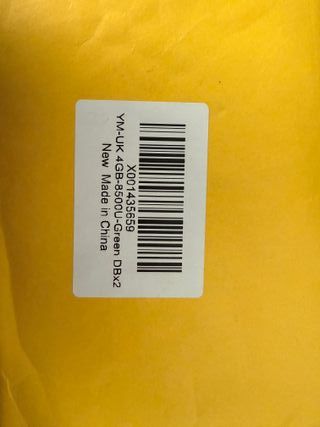 X001435659
YM-UK 4GB-8500U-Green DBx2
New Made in China